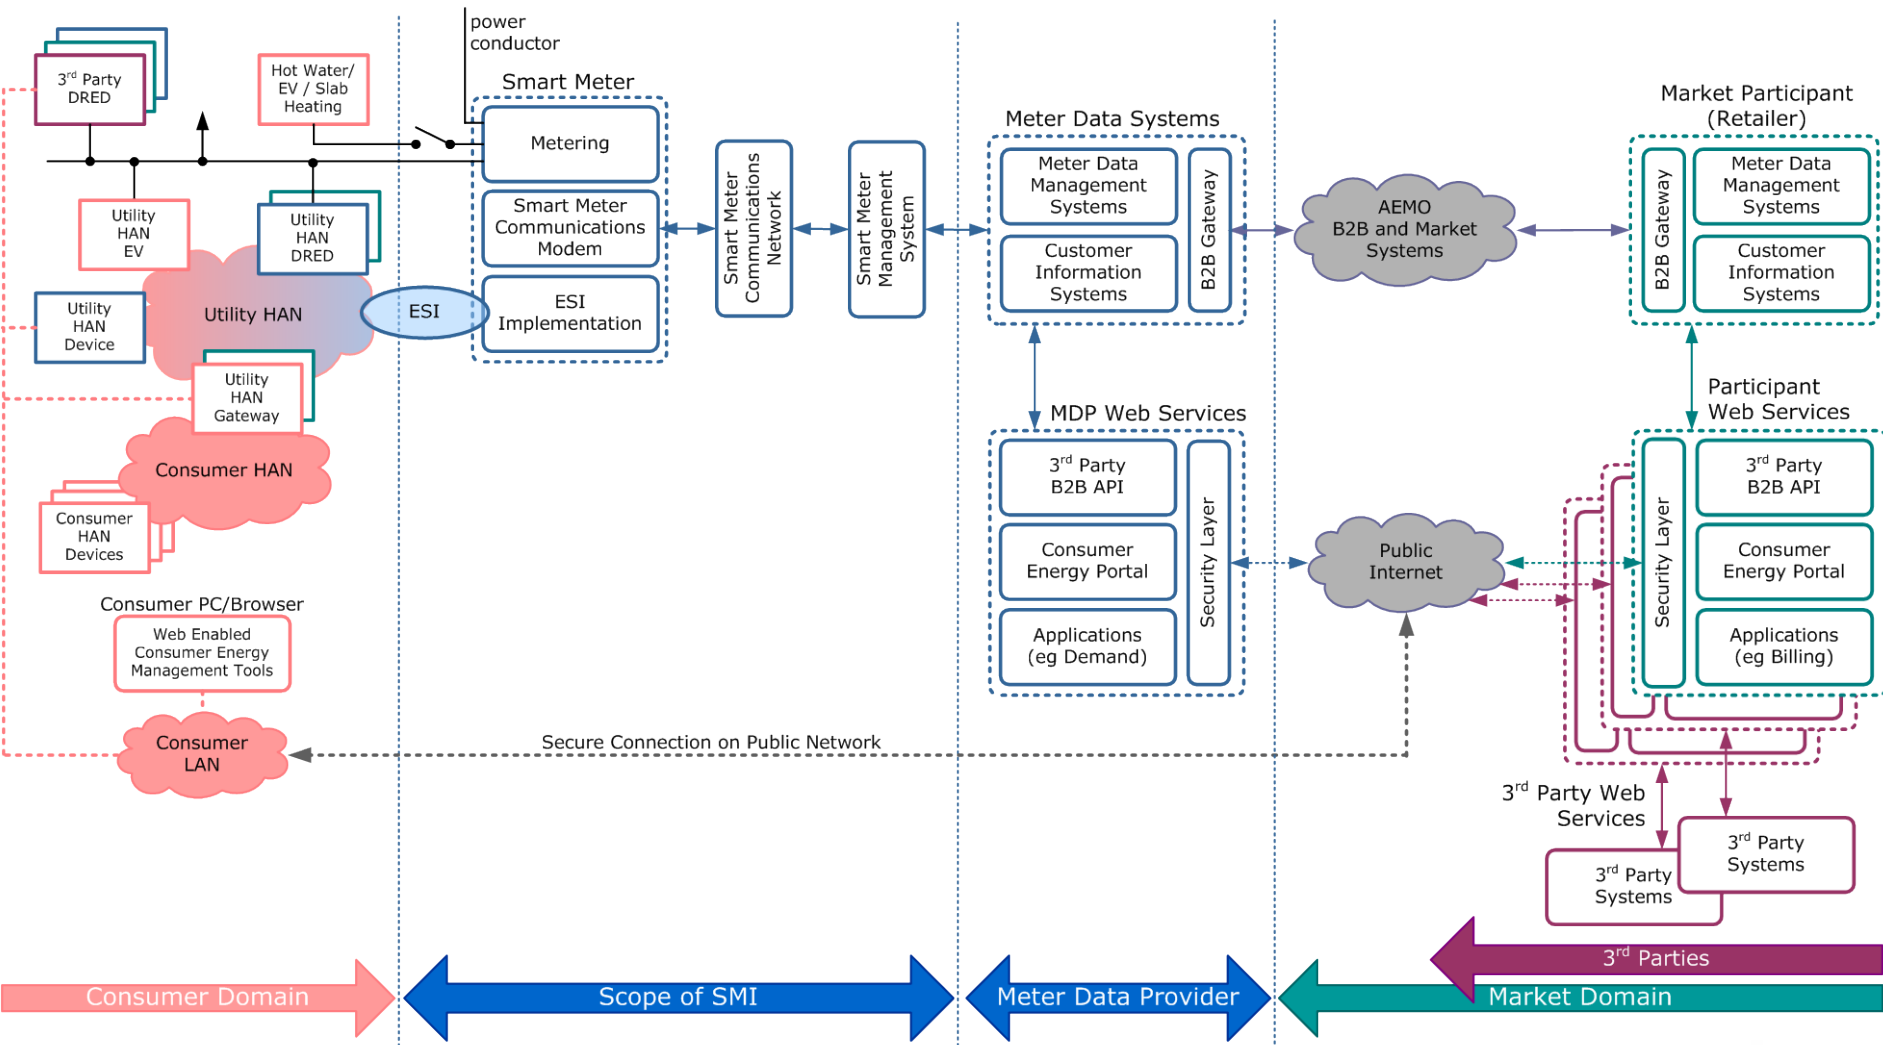 power
conductor
3rd Party
DRED
Hot Water/
EV / Slab
Heating
Smart Meter
Metering
Utility
HAN
EV
Utility
HAN
DRED
Smart Meter
Communications
Modem
Utility HAN
ESI
ESI
Implementation
Utility
HAN
Device
Utility
HAN
Gateway
Consumer HAN
Consumer
HAN
Devices
Consumer PC/Browser
Web Enabled
Consumer Energy
Management Tools
Consumer
LAN
Smart Meter
Communications
Network
Smart Meter
Management
System
Meter Data Systems
Meter Data
Management
Systems
Customer
Information
Systems
B2B Gateway
AEMO
B2B and Market
Systems
Market Participant
(Retailer)
B2B Gateway
Meter Data
Management
Systems
Customer
Information
Systems
MDP Web Services
3rd Party
B2B API
Consumer
Energy Portal
Applications
(eg Demand)
Security Layer
Public
Internet
Participant
Web Services
Security Layer
3rd Party
B2B API
Consumer
Energy Portal
Applications
(eg Billing)
Secure Connection on Public Network
3rd Party Web
Services
3rd Party
Systems
3rd Party
Systems
3rd Parties
Consumer Domain
Scope of SMI
Meter Data Provider
Market Domain